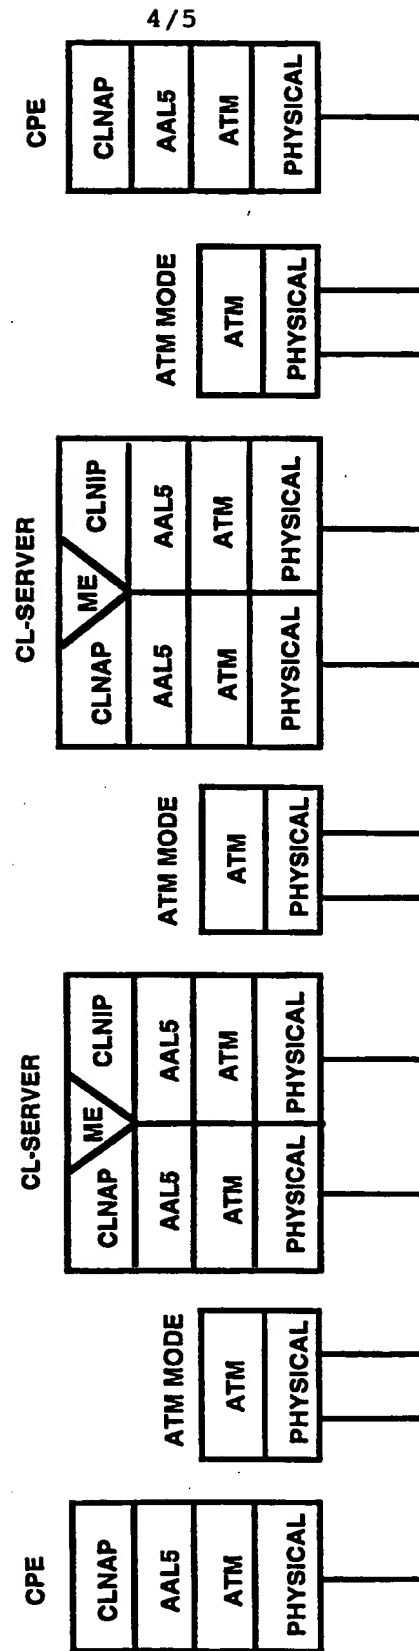 4/5
CPE
CLNAP
AAL5
ATM
PHYSICAL
ATM MODE
ATM
PHYSICAL
CL-SERVER
CLNAP ME CLNIP
AAL5 AAL5
ATM ATM
PHYSICAL PHYSICAL
ATM MODE
ATM
PHYSICAL
CL-SERVER
CLNAP ME CLNIP
AAL5 AAL5
ATM ATM
PHYSICAL PHYSICAL
ATM MODE
ATM
PHYSICAL
CPE
CLNAP
AAL5
ATM
PHYSICAL